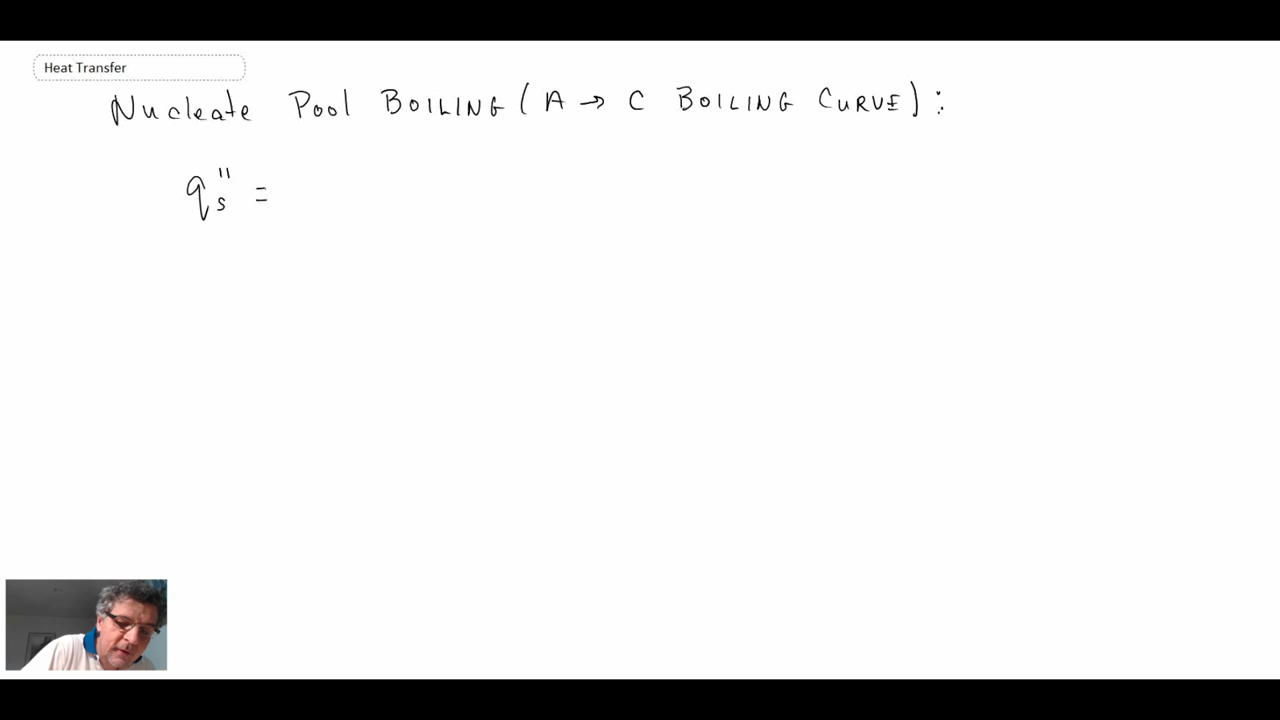 Heat Transfer
Nucleate Pool BOILING (A → C BOILING CURVE):
q''s =